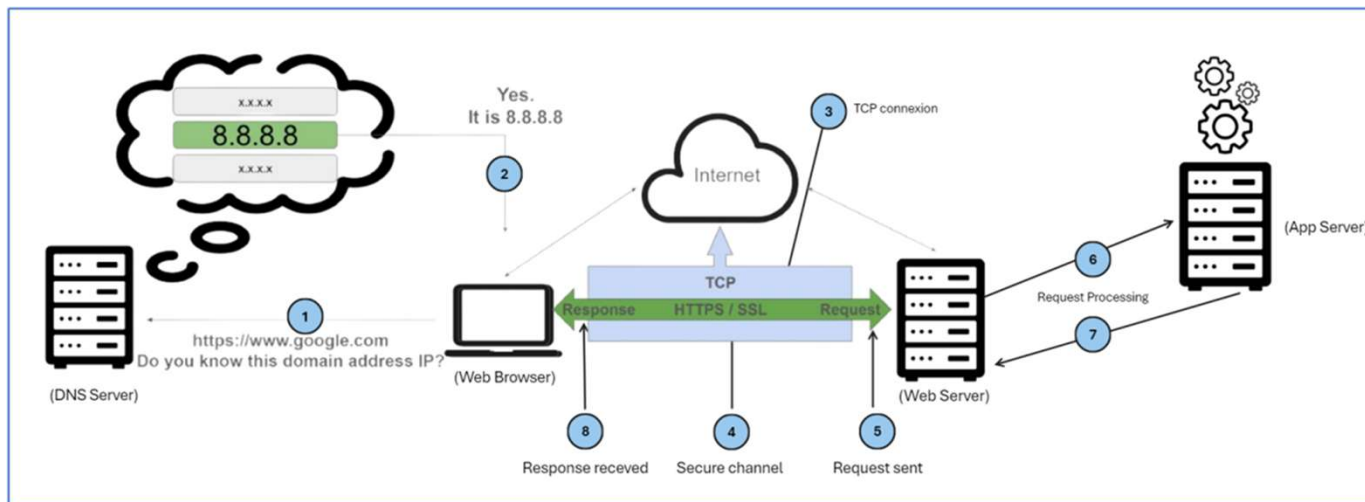 x.x.x.x
8.8.8.8
x.x.x.x
Yes.
It is 8.8.8.8
2
3
TCP connexion
Internet
(App Server)
6
Request Processing
7
TCP
Response HTTPS / SSL Request
1
https://www.google.com
Do you know this domain address IP?
(DNS Server)
(Web Browser)
(Web Server)
8
4
5
Response receved
Secure channel
Request sent